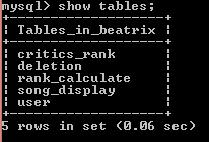 mysql> show tables;
+-------------------+
| Tables_in_beatrix |
+-------------------+
| critics_rank      |
| deletion          |
| rank_calculate    |
| song_display      |
| user              |
+-------------------+
5 rows in set (0.06 sec)